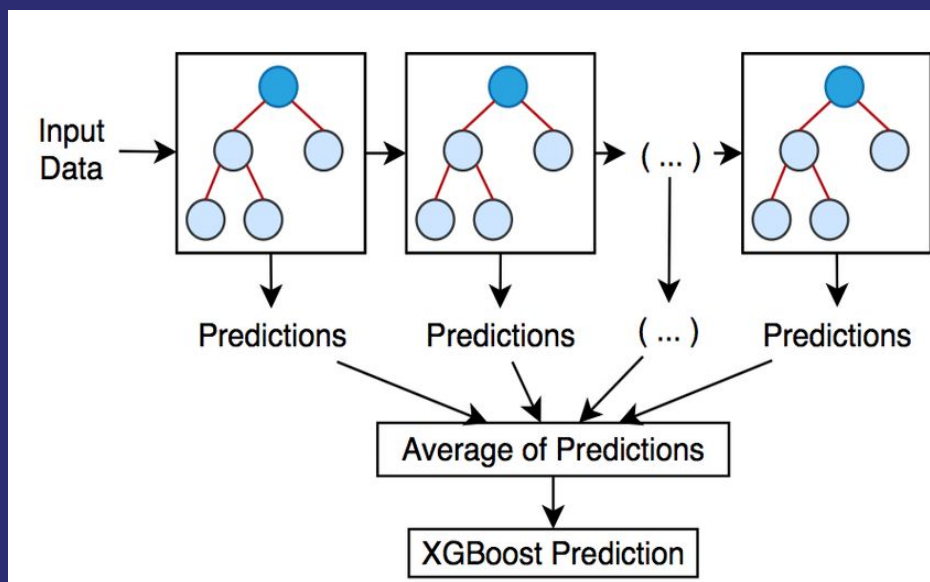 Input
Data
( ... )
Predictions
Predictions
( ... )
Predictions
Average of Predictions
XGBoost Prediction